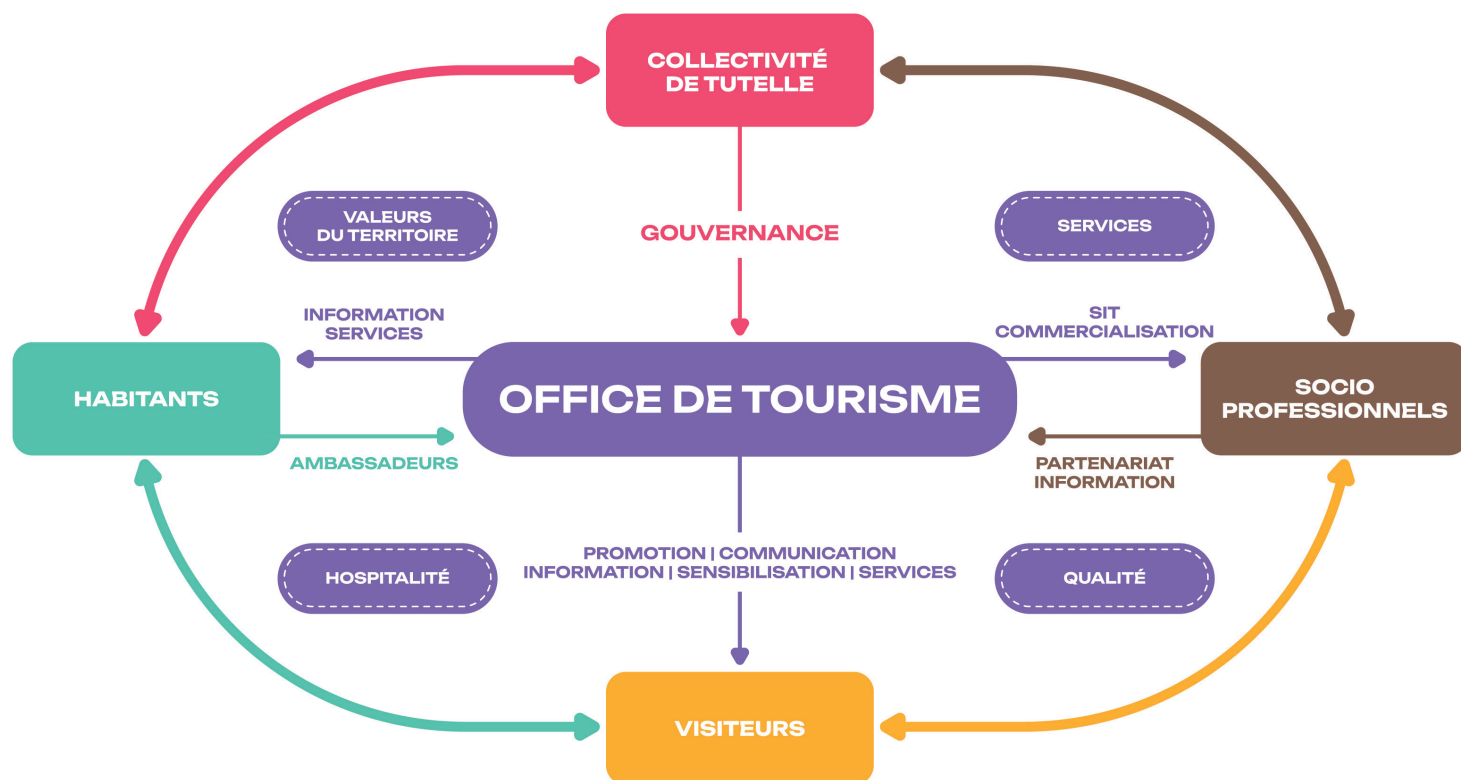 COLLECTIVITÉ
DE TUTELLE
VALEURS
DU TERRITOIRE
GOUVERNANCE
SERVICES
INFORMATION
SERVICES
SIT
COMMERCIALISATION
HABITANTS
OFFICE DE TOURISME
SOCIO
PROFESSIONNELS
AMBASSADEURS
PARTENARIAT
INFORMATION
HOSPITALITÉ
PROMOTION | COMMUNICATION
INFORMATION | SENSIBILISATION | SERVICES
QUALITÉ
VISITEURS